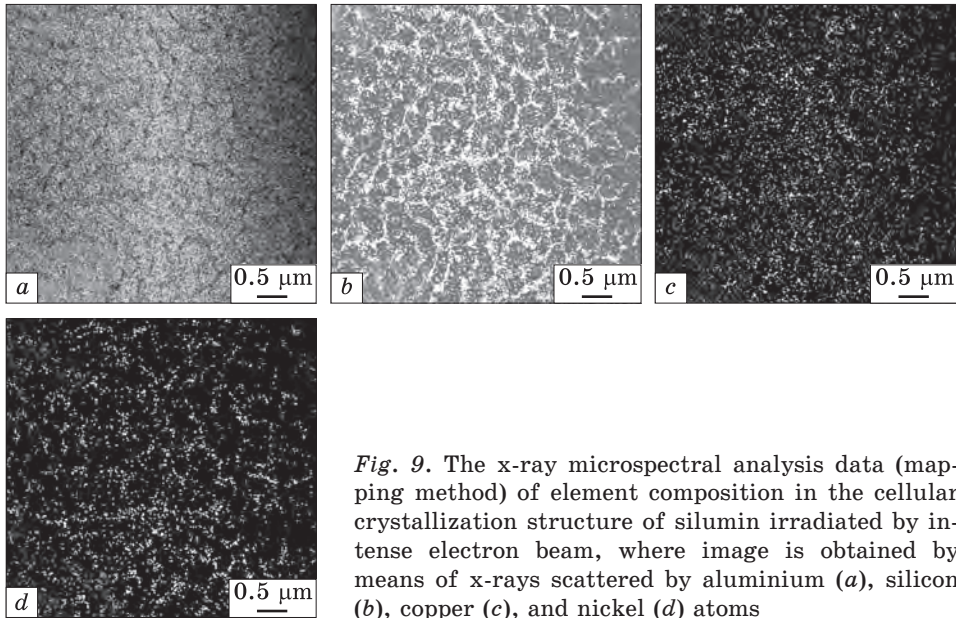 a
0.5 μm
b
0.5 μm
c
0.5 μm
d
0.5 μm
Fig. 9. The x-ray microspectral analysis data (map-
ping method) of element composition in the cellular
crystallization structure of silumin irradiated by in-
tense electron beam, where image is obtained by
means of x-rays scattered by aluminium (a), silicon
(b), copper (c), and nickel (d) atoms